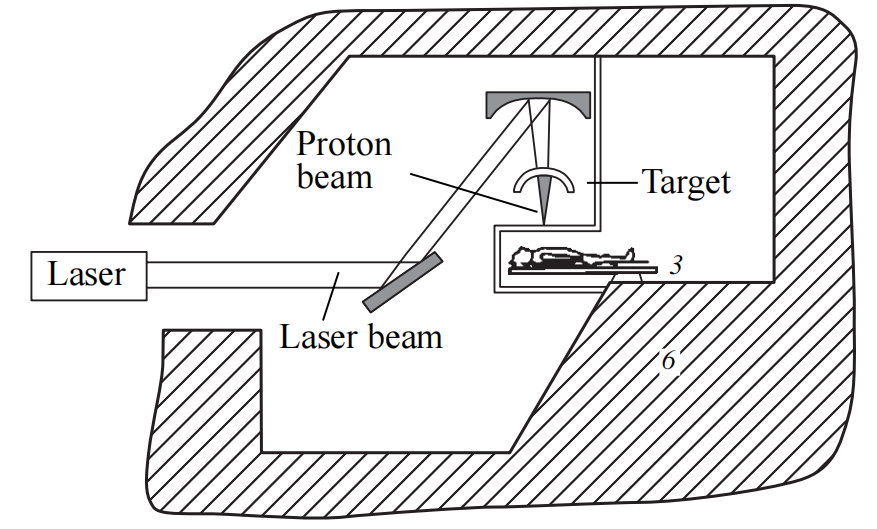 Proton
beam
Target
Laser
3
Laser beam
6